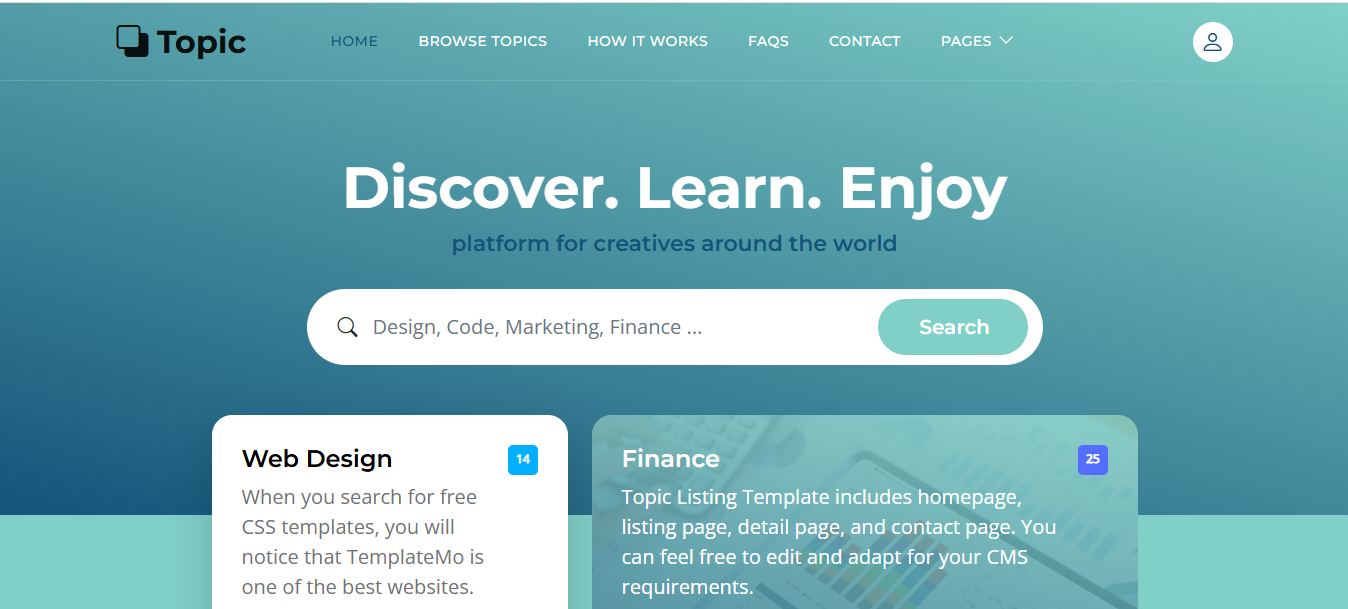 Topic
HOME BROWSE TOPICS HOW IT WORKS FAQS CONTACT PAGES
Discover. Learn. Enjoy
platform for creatives around the world
Design, Code, Marketing, Finance ...
Search
Web Design
14
When you search for free
CSS templates, you will
notice that TemplateMo is
one of the best websites.
Finance
25
Topic Listing Template includes homepage,
listing page, detail page, and contact page. You
can feel free to edit and adapt for your CMS
requirements.